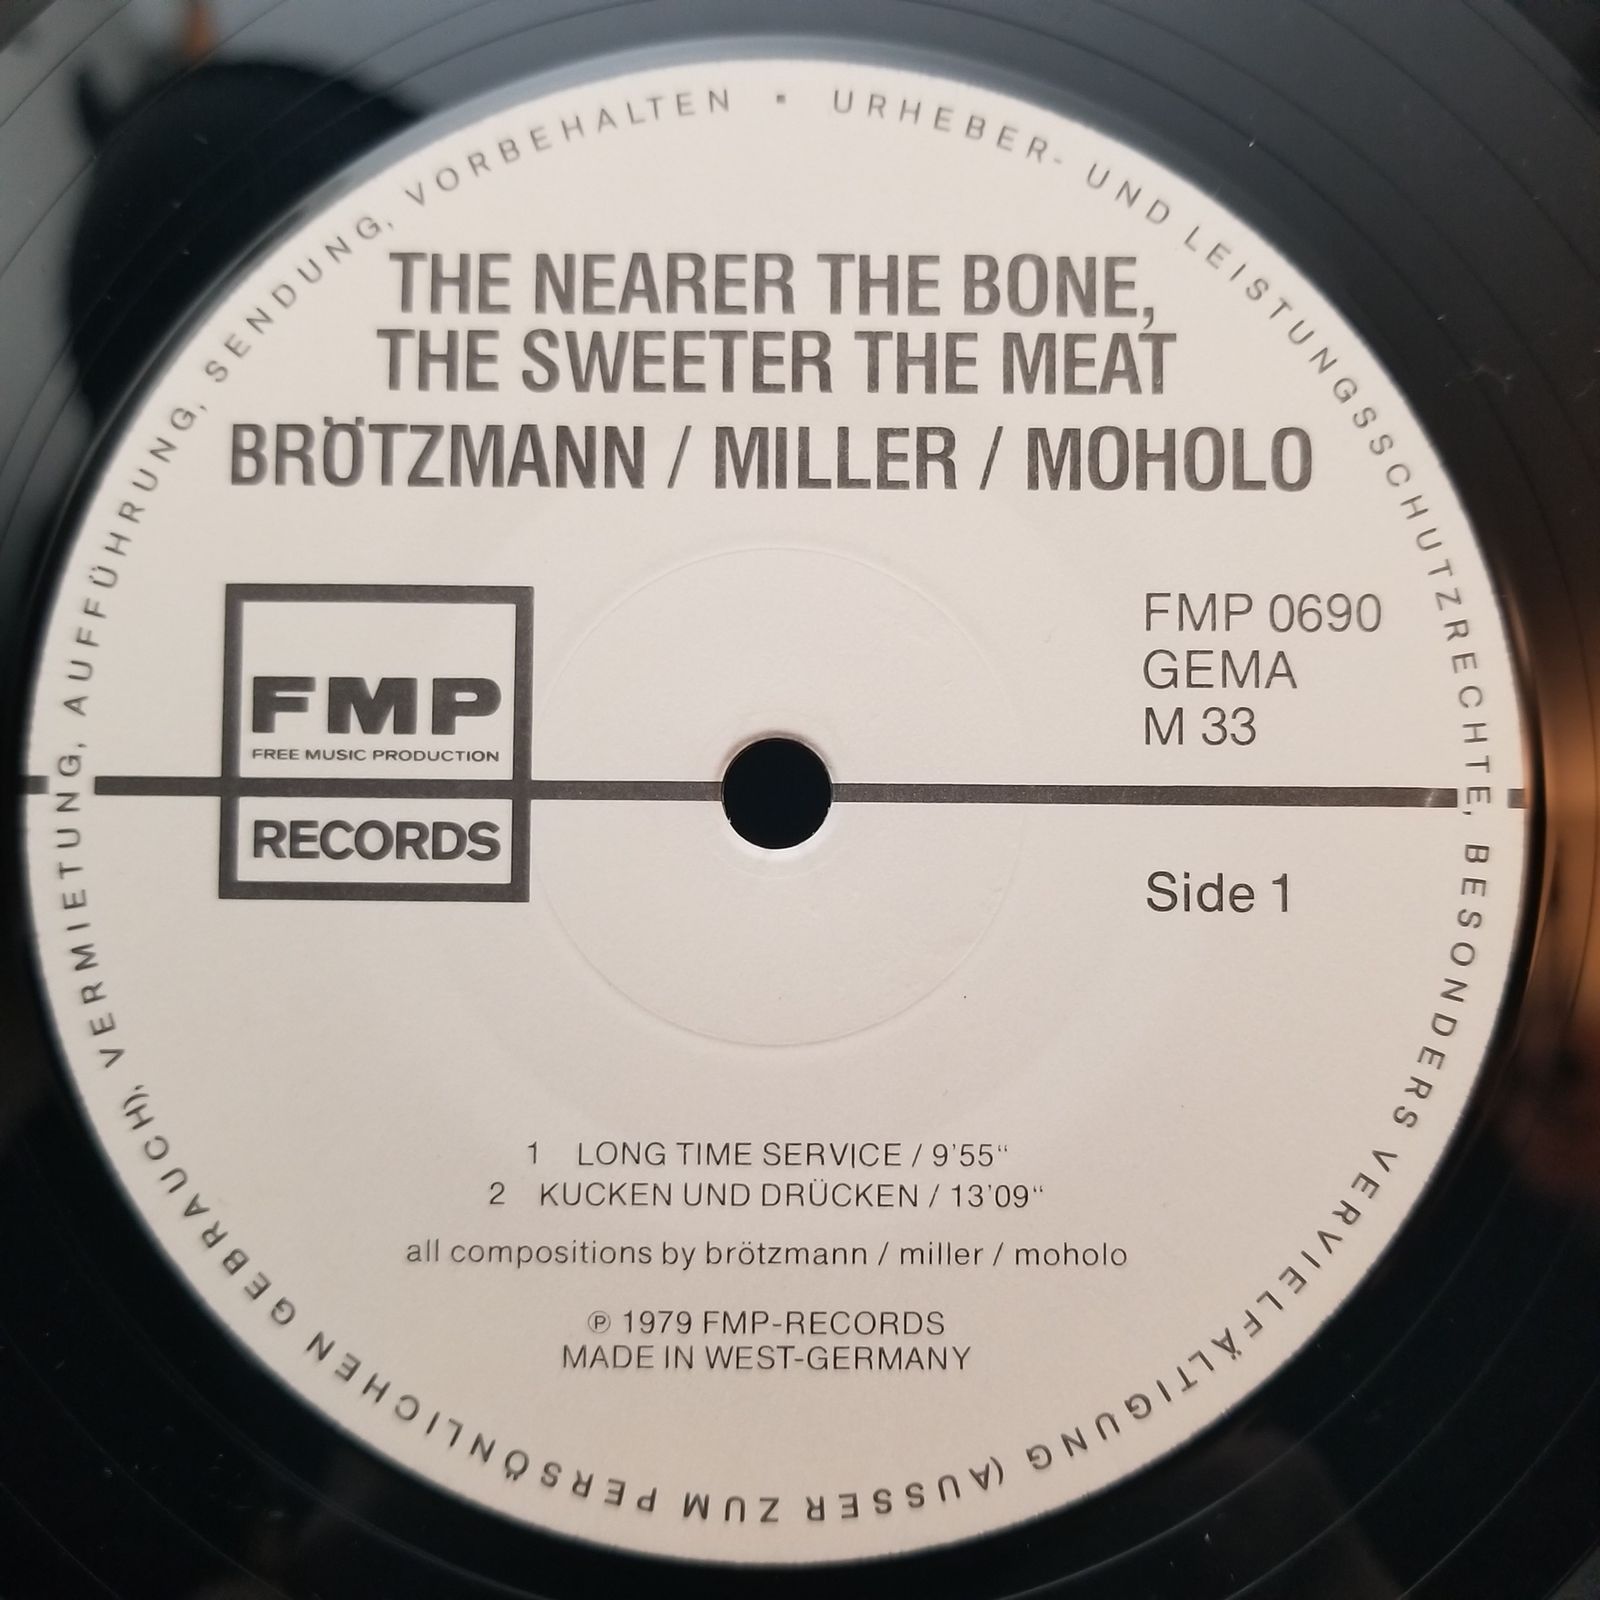 URHEBER- UND LEISTUNGSSCHUTZRECHTE, BESONDERS VERVIELFÄLTIGUNG (AUSSER ZUM PERSÖNLICHEN GEBRAUCH), VERMIETUNG, AUFFÜHRUNG, SENDUNG, VORBEHALTEN ▪
THE NEARER THE BONE,
THE SWEETER THE MEAT
BRÖTZMANN / MILLER / MOHOLO
FMP
FREE MUSIC PRODUCTION
RECORDS
FMP 0690
GEMA
M 33
Side 1
1 LONG TIME SERVICE / 9'55“
2 KUCKEN UND DRÜCKEN / 13'09“
all compositions by brötzmann / miller / moholo
℗ 1979 FMP-RECORDS
MADE IN WEST-GERMANY